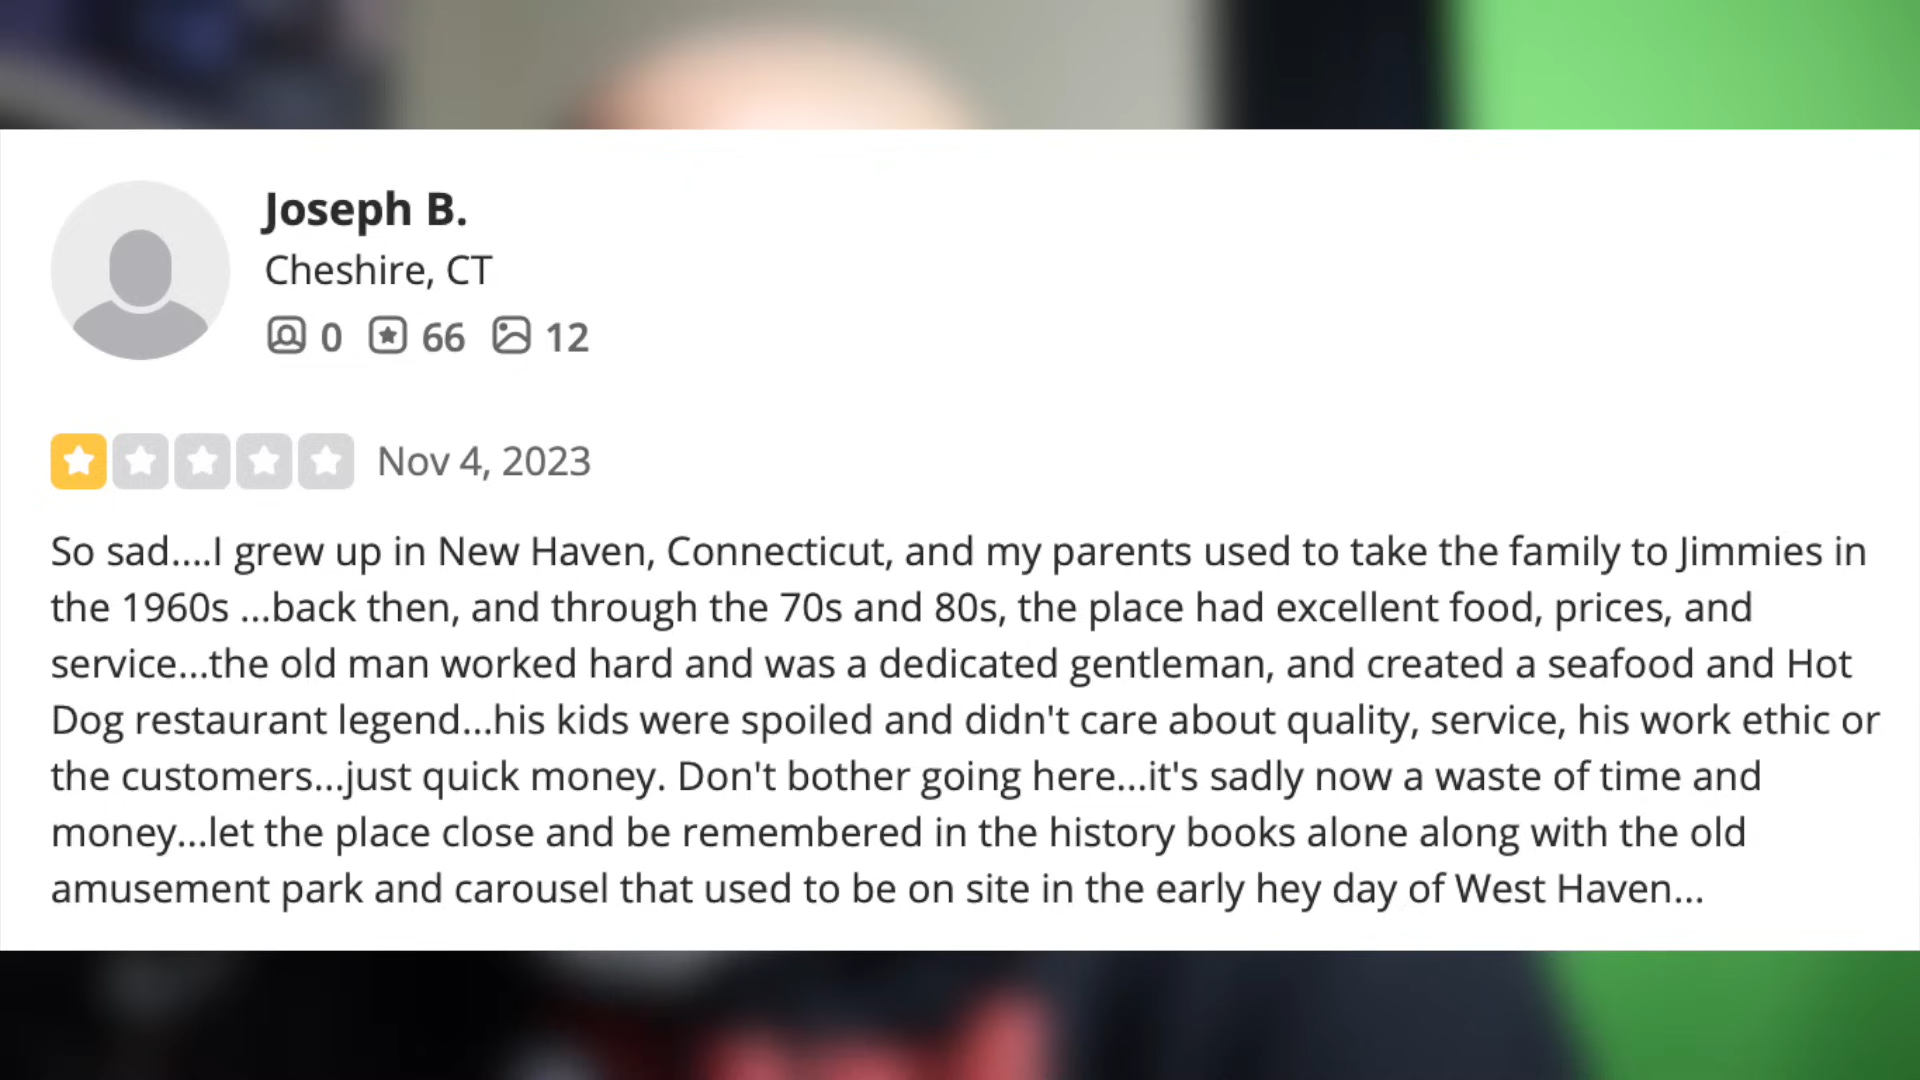 Joseph B.
Cheshire, CT
0 66 12
Nov 4, 2023
So sad....I grew up in New Haven, Connecticut, and my parents used to take the family to Jimmies in
the 1960s ...back then, and through the 70s and 80s, the place had excellent food, prices, and
service...the old man worked hard and was a dedicated gentleman, and created a seafood and Hot
Dog restaurant legend...his kids were spoiled and didn't care about quality, service, his work ethic or
the customers...just quick money. Don't bother going here...it's sadly now a waste of time and
money...let the place close and be remembered in the history books alone along with the old
amusement park and carousel that used to be on site in the early hey day of West Haven...